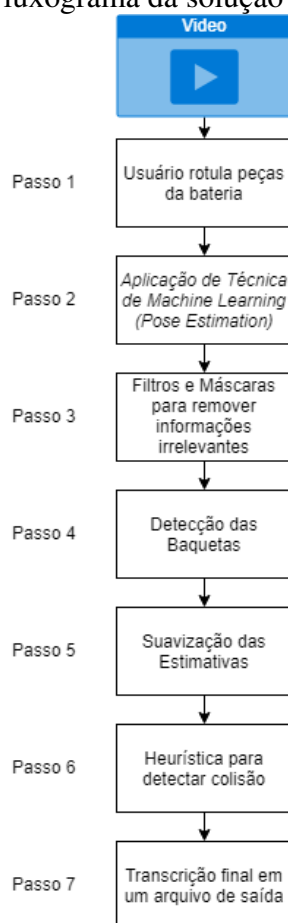 fluxograma da solução
Video
Passo 1
Usuário rotula peças
da bateria
Passo 2
Aplicação de Técnica
de Machine Learning
(Pose Estimation)
Passo 3
Filtros e Máscaras
para remover
informações
irrelevantes
Passo 4
Detecção das
Baquetas
Passo 5
Suavização das
Estimativas
Passo 6
Heurística para
detectar colisão
Passo 7
Transcrição final em
um arquivo de saída